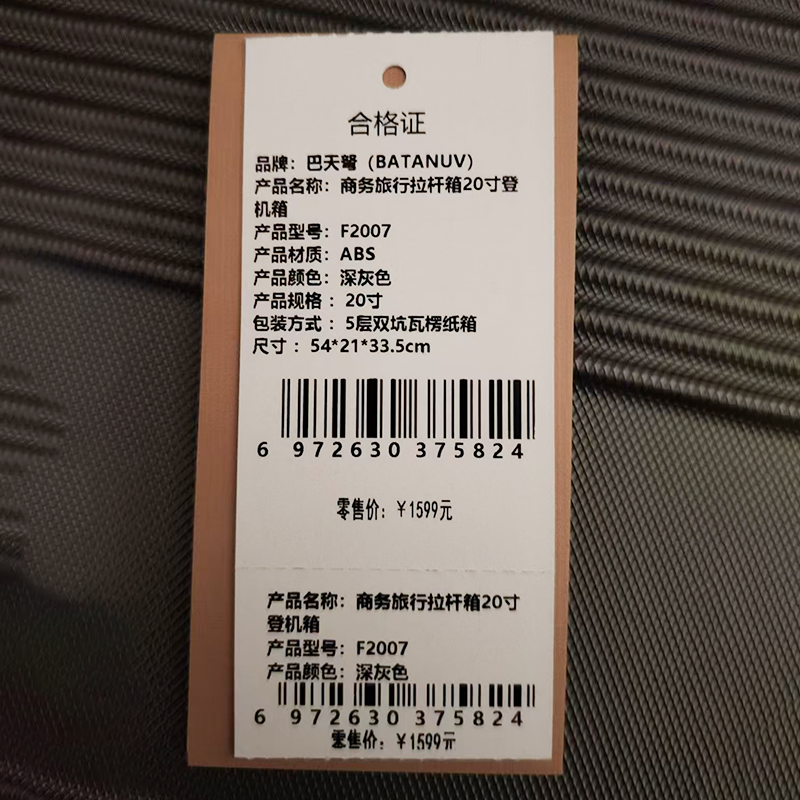 合格证
品牌：巴天弩（BATANUV）
产品名称：商务旅行拉杆箱20寸登
机箱
产品型号：F2007
产品材质：ABS
产品颜色：深灰色
产品规格 ：20寸
包装方式 ：5层双坑瓦楞纸箱
尺寸 ：54*21*33.5cm
6 972630 375824
零售价：￥1599元
产品名称：商务旅行拉杆箱20寸
登机箱
产品型号：F2007
产品颜色：深灰色
6 972630 375824
零售价：￥1599元